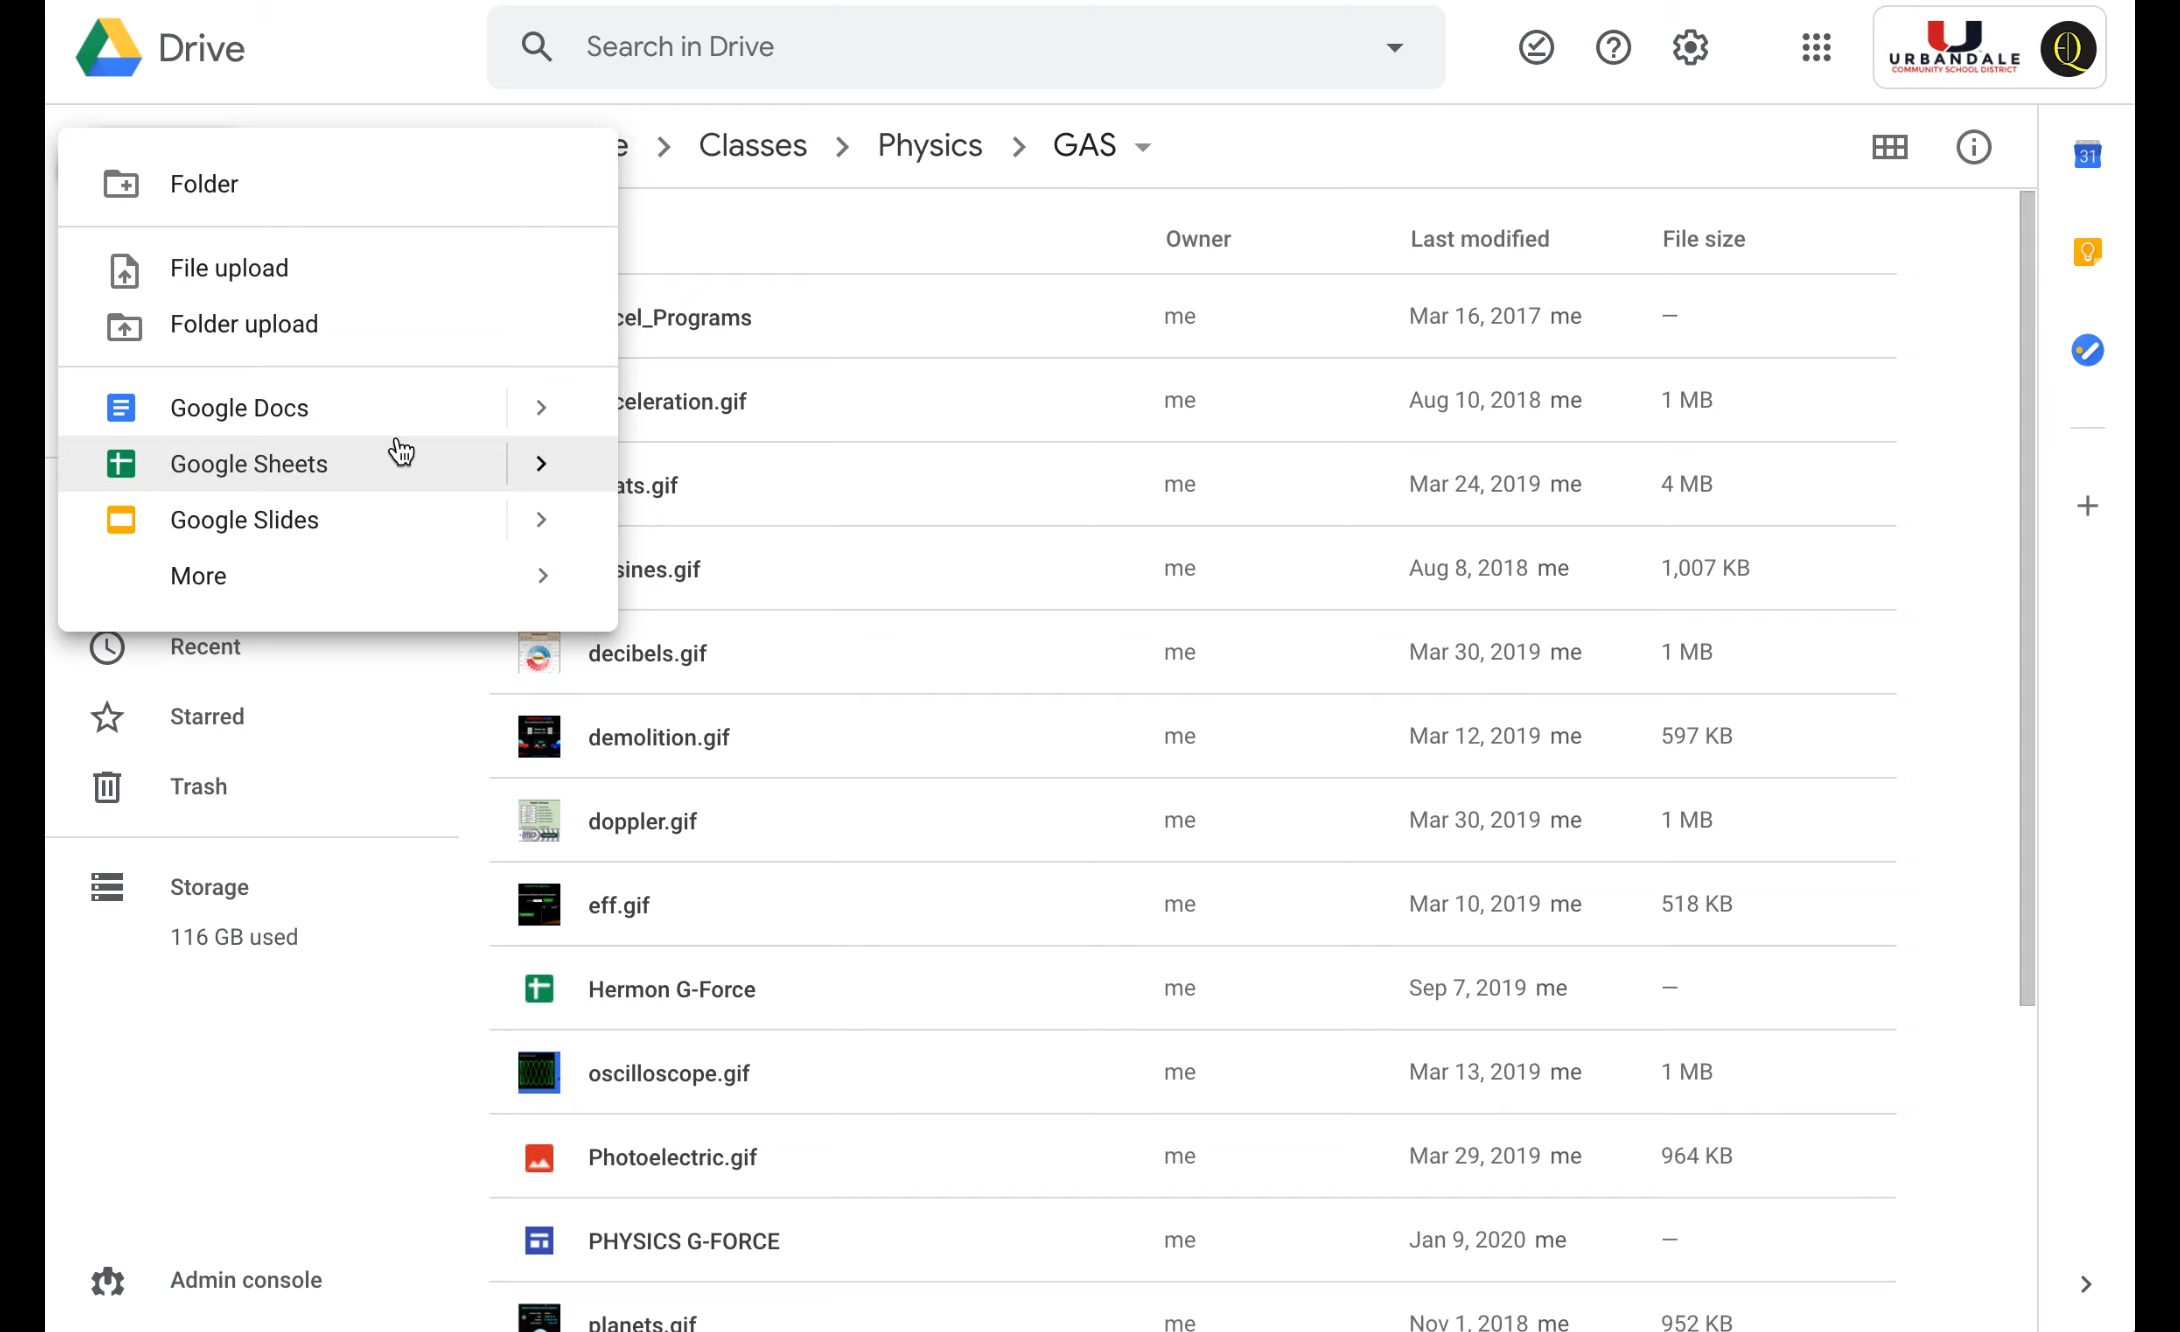 Drive
Search in Drive
URBANDALE
COMMUNITY SCHOOL DISTRICT
Q
e > Classes > Physics > GAS
31
Folder
File upload
Folder upload
Google Docs
Google Sheets
Google Slides
More
Recent
Starred
Trash
Storage
116 GB used
Admin console
Owner Last modified File size
cel_Programs me Mar 16, 2017 me —
celeration.gif me Aug 10, 2018 me 1 MB
ats.gif me Mar 24, 2019 me 4 MB
sines.gif me Aug 8, 2018 me 1,007 KB
decibels.gif me Mar 30, 2019 me 1 MB
demolition.gif me Mar 12, 2019 me 597 KB
doppler.gif me Mar 30, 2019 me 1 MB
eff.gif me Mar 10, 2019 me 518 KB
Hermon G-Force me Sep 7, 2019 me —
oscilloscope.gif me Mar 13, 2019 me 1 MB
Photoelectric.gif me Mar 29, 2019 me 964 KB
PHYSICS G-FORCE me Jan 9, 2020 me —
planets.gif me Nov 1, 2018 me 952 KB